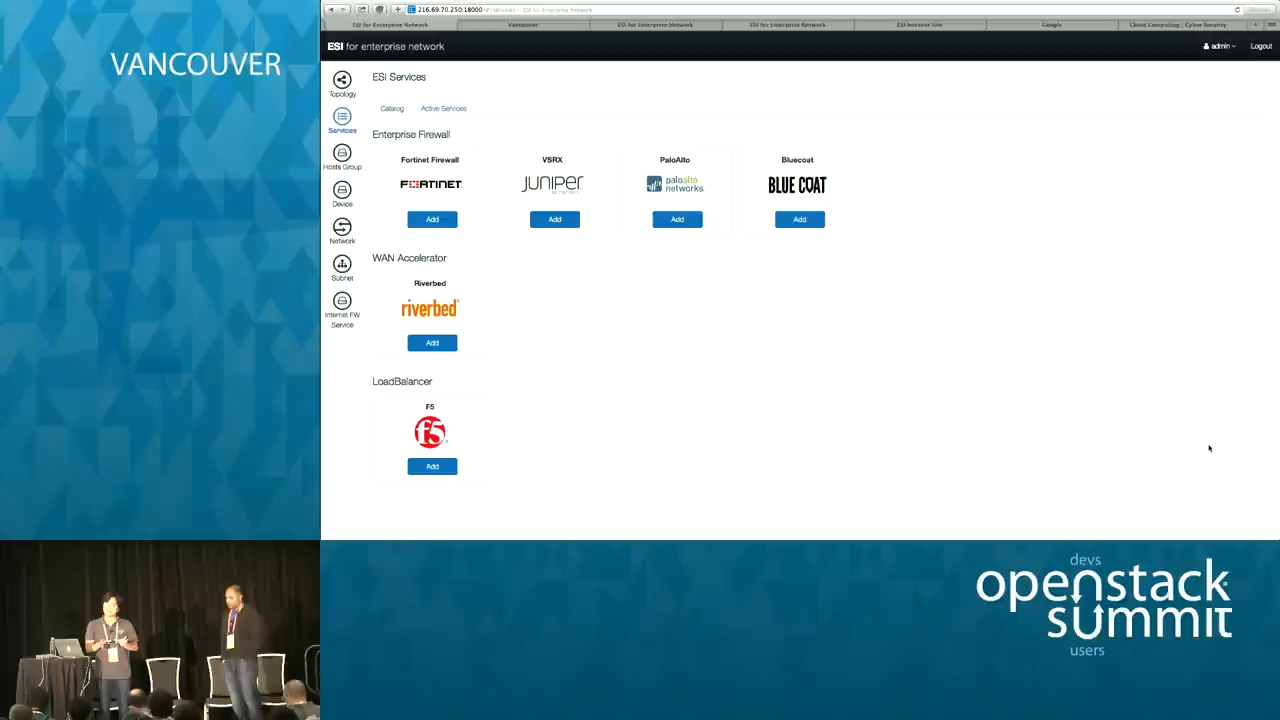 VANCOUVER
216.69.70.250:18000
ESI for Enterprise Network
Vancouver
ESI for Enterprise Network
ESI for Enterprise Network
ESI Intranet Site
Google
Cloud Computing | Cyber Security
ESI for enterprise network
admin
Logout
Topology
Services
Hosts Group
Device
Network
Subnet
Internet FW
Service
ESI Services
Catalog
Active Services
Enterprise Firewall
Fortinet Firewall
VSRX
PaloAlto
Bluecoat
FORTINET
JUNIPER
NETWORKS
paloalto
networks
BLUE COAT
Add
Add
Add
Add
WAN Accelerator
Riverbed
riverbed
Add
LoadBalancer
F5
f5
Add
devs
openstack
summit
users